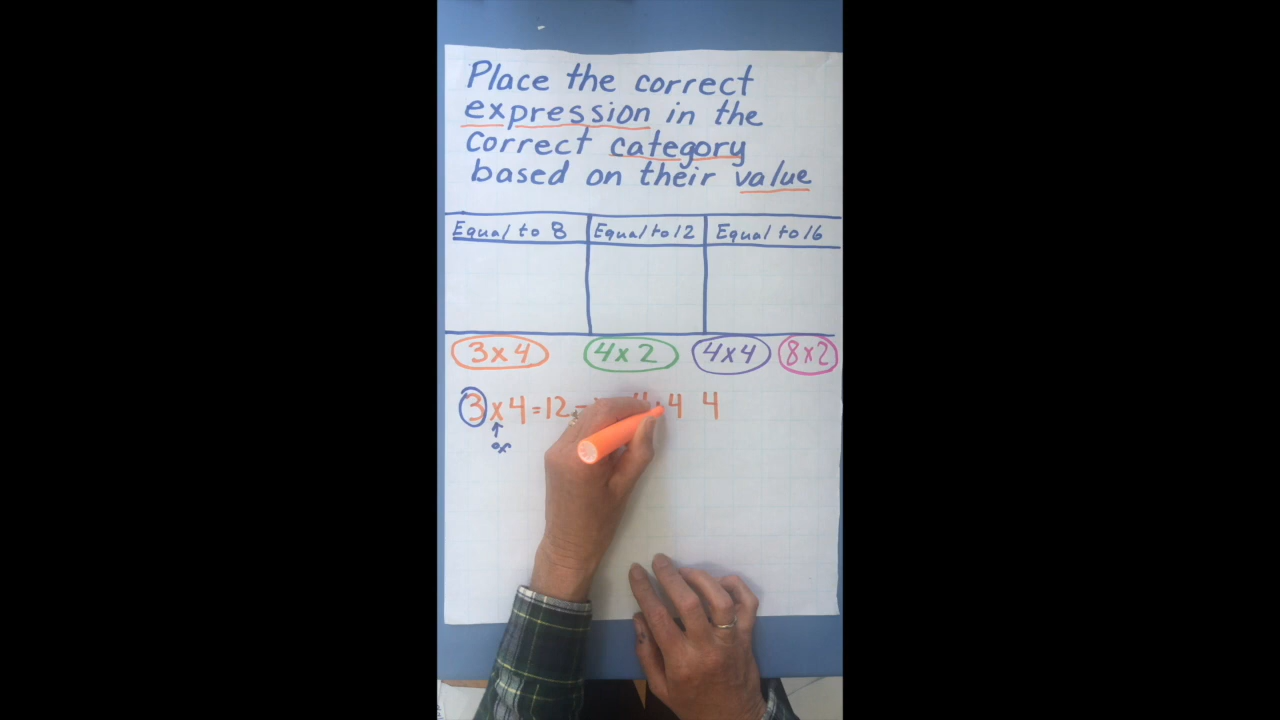 Place the correct
expression in the
correct category
based on their value
Equal to 8 Equal to 12 Equal to 16
3x4 4x2 4x4 8x2
3x4=12 4 4
of